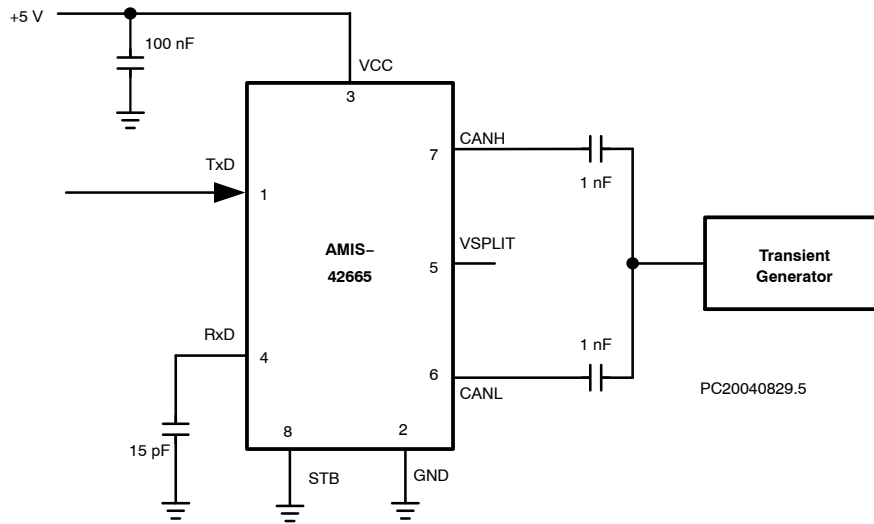 +5 V
100 nF
VCC
3
CANH
7
TxD
1 nF
1
AMIS–
42665
VSPLIT
5
Transient
Generator
RxD
4
1 nF
6
CANL
PC20040829.5
8
2
15 pF
STB
GND